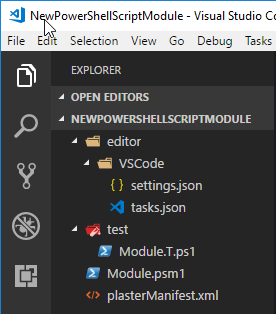 NewPowerShellScriptModule - Visual Studio Co
File Edit Selection View Go Debug Tasks
EXPLORER
OPEN EDITORS
NEWPOWERSHELLSCRIPTMODULE
editor
VSCode
settings.json
tasks.json
test
Module.T.ps1
Module.psm1
plasterManifest.xml